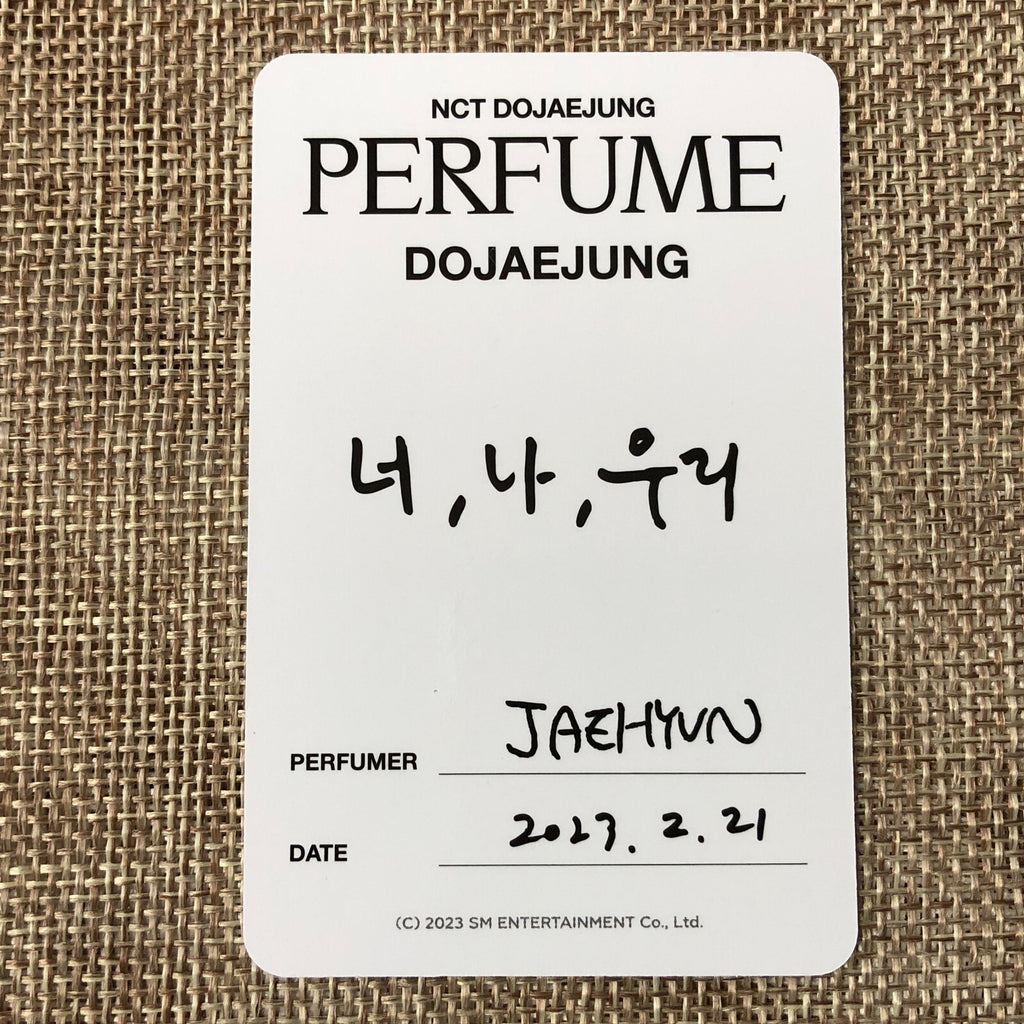 NCT DOJAEJUNG
PERFUME
DOJAEJUNG
너, 나, 우리
PERFUMER JAEHYUN
DATE 2023. 2. 21
(C) 2023 SM ENTERTAINMENT Co., Ltd.